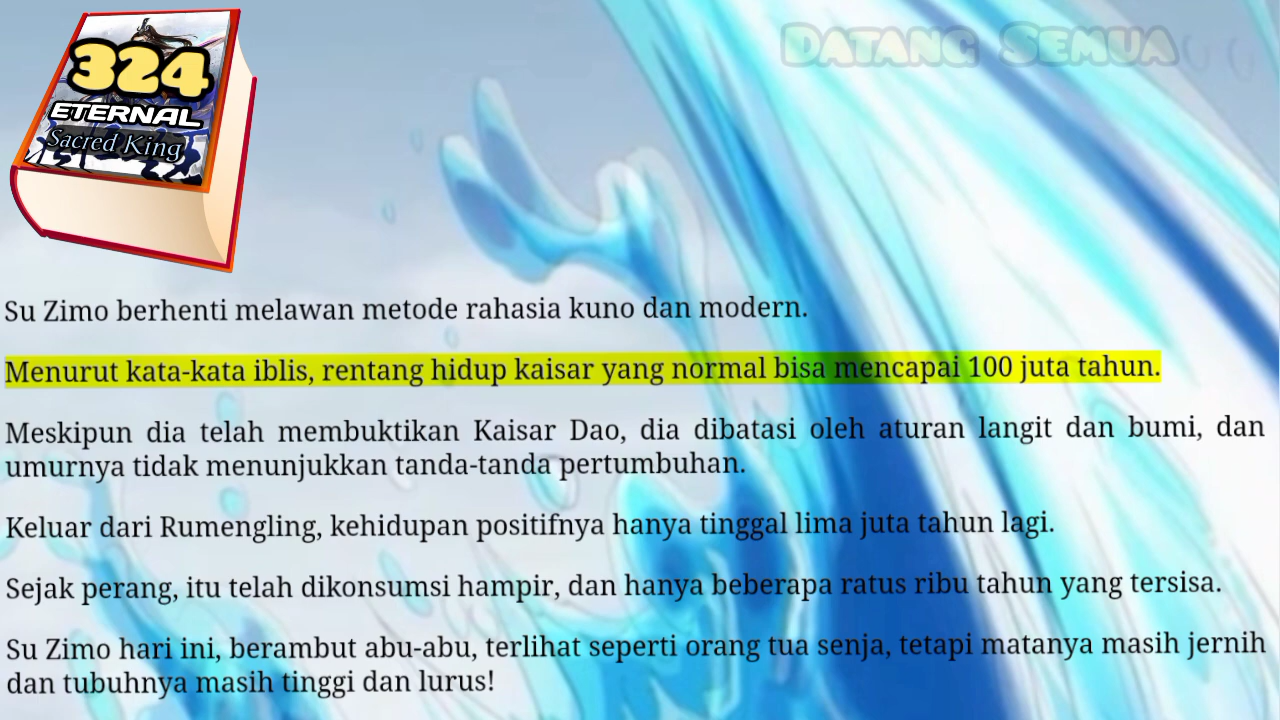 324
ETERNAL
Sacred King
DATANG SEMUA
Su Zimo berhenti melawan metode rahasia kuno dan modern.
Menurut kata-kata iblis, rentang hidup kaisar yang normal bisa mencapai 100 juta tahun.
Meskipun dia telah membuktikan Kaisar Dao, dia dibatasi oleh aturan langit dan bumi, dan
umurnya tidak menunjukkan tanda-tanda pertumbuhan.
Keluar dari Rumengling, kehidupan positifnya hanya tinggal lima juta tahun lagi.
Sejak perang, itu telah dikonsumsi hampir, dan hanya beberapa ratus ribu tahun yang tersisa.
Su Zimo hari ini, berambut abu-abu, terlihat seperti orang tua senja, tetapi matanya masih jernih
dan tubuhnya masih tinggi dan lurus!